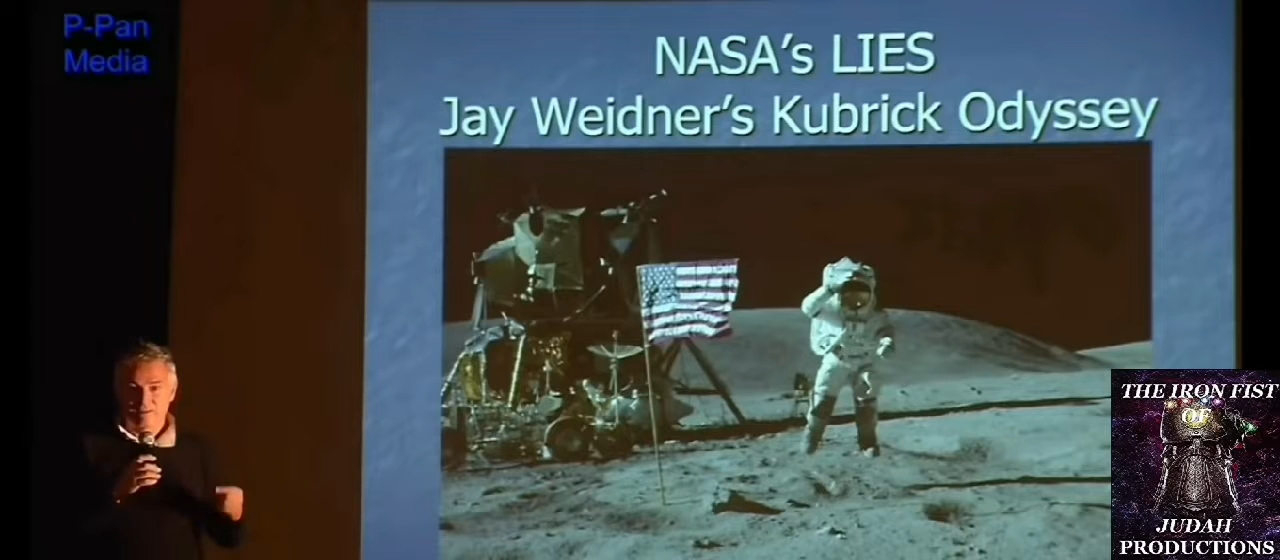 P-Pan
Media
NASA's LIES
Jay Weidner's Kubrick Odyssey
THE IRON FIST
OF
JUDAH
PRODUCTIONS